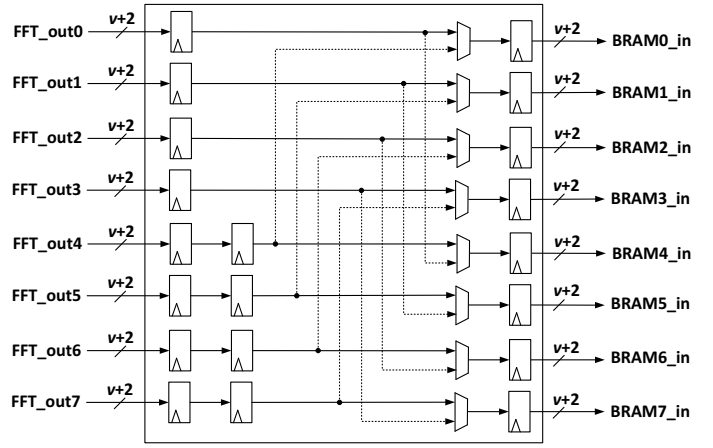 FFT_out0 v+2 v+2 BRAM0_in
FFT_out1 v+2 v+2 BRAM1_in
FFT_out2 v+2 v+2 BRAM2_in
FFT_out3 v+2 v+2 BRAM3_in
FFT_out4 v+2 v+2 BRAM4_in
FFT_out5 v+2 v+2 BRAM5_in
FFT_out6 v+2 v+2 BRAM6_in
FFT_out7 v+2 v+2 BRAM7_in